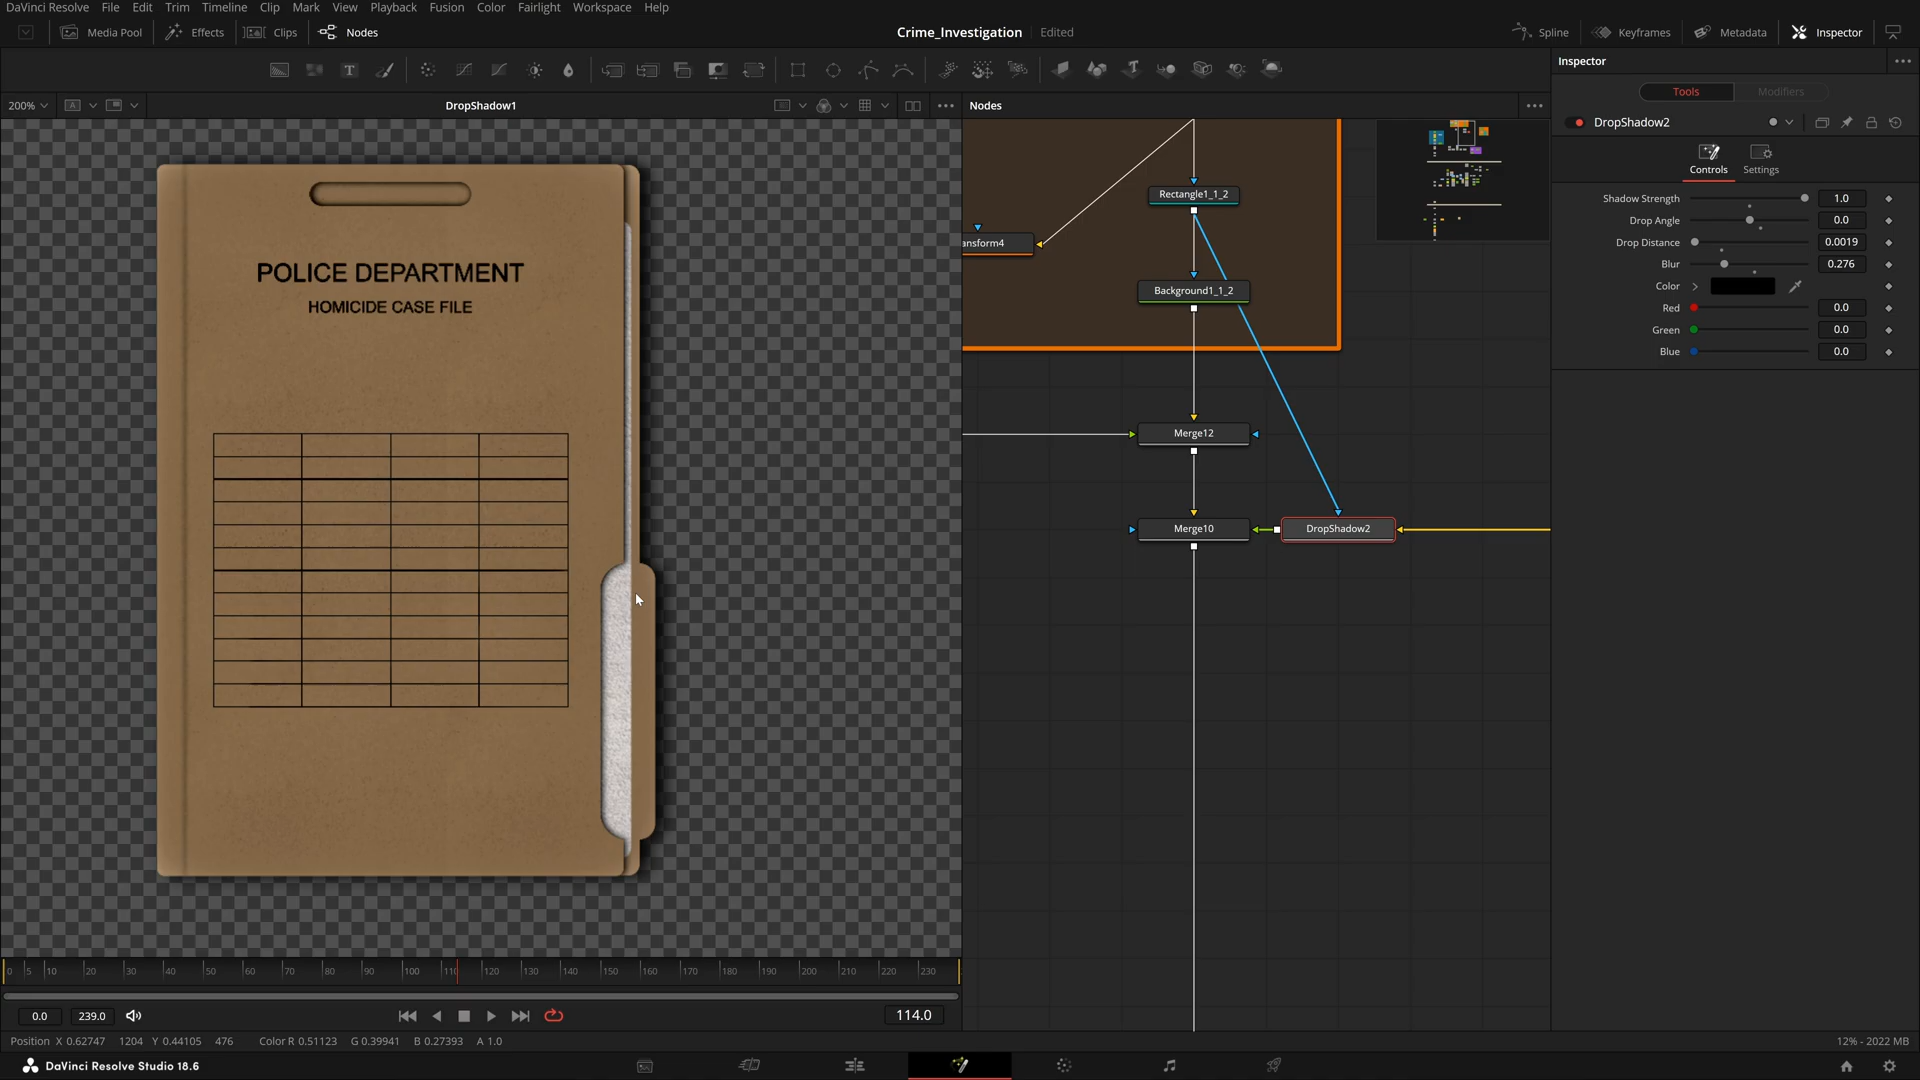 DaVinci Resolve File Edit Trim Timeline Clip Mark View Playback Fusion Color Fairlight Workspace Help
Media Pool Effects Clips Nodes Crime_Investigation Edited Spline Keyframes Metadata Inspector
Inspector
200% A DropShadow1 Nodes
Tools Modifiers
DropShadow2
Controls Settings
Shadow Strength 1.0
Drop Angle 0.0
Drop Distance 0.0019
Blur 0.276
Color
Red 0.0
Green 0.0
Blue 0.0
POLICE DEPARTMENT
HOMICIDE CASE FILE
Rectangle1_1_2
ansform4
Background1_1_2
Merge12
Merge10 DropShadow2
0 5 10 20 30 40 50 60 70 80 90 100 110 120 130 140 150 160 170 180 190 200 210 220 230
0.0 239.0 114.0
Position X 0.62747 1204 Y 0.44105 476 Color R 0.51123 G 0.39941 B 0.27393 A 1.0 12% - 2022 MB
DaVinci Resolve Studio 18.6